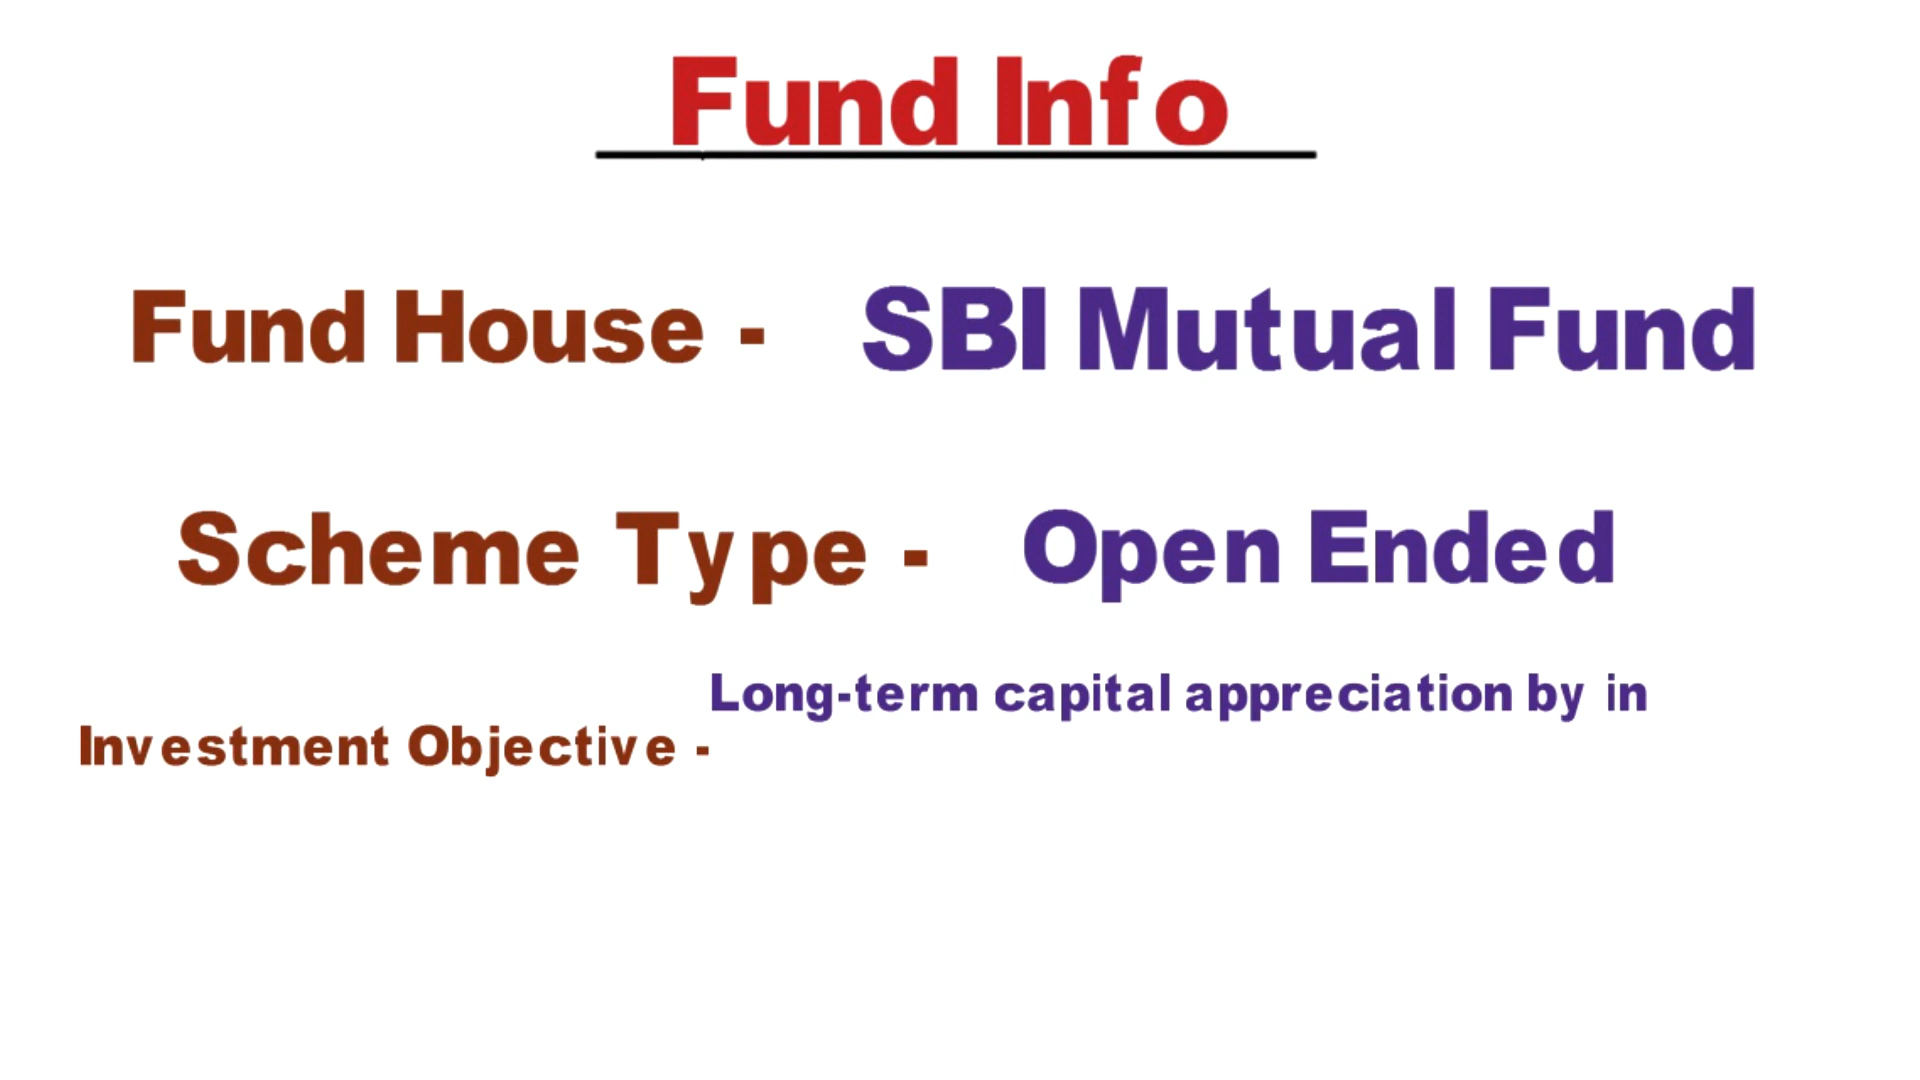 Fund Info
Fund House - SBI Mutual Fund
Scheme Type - Open Ended
Long-term capital appreciation by in
Investment Objective -